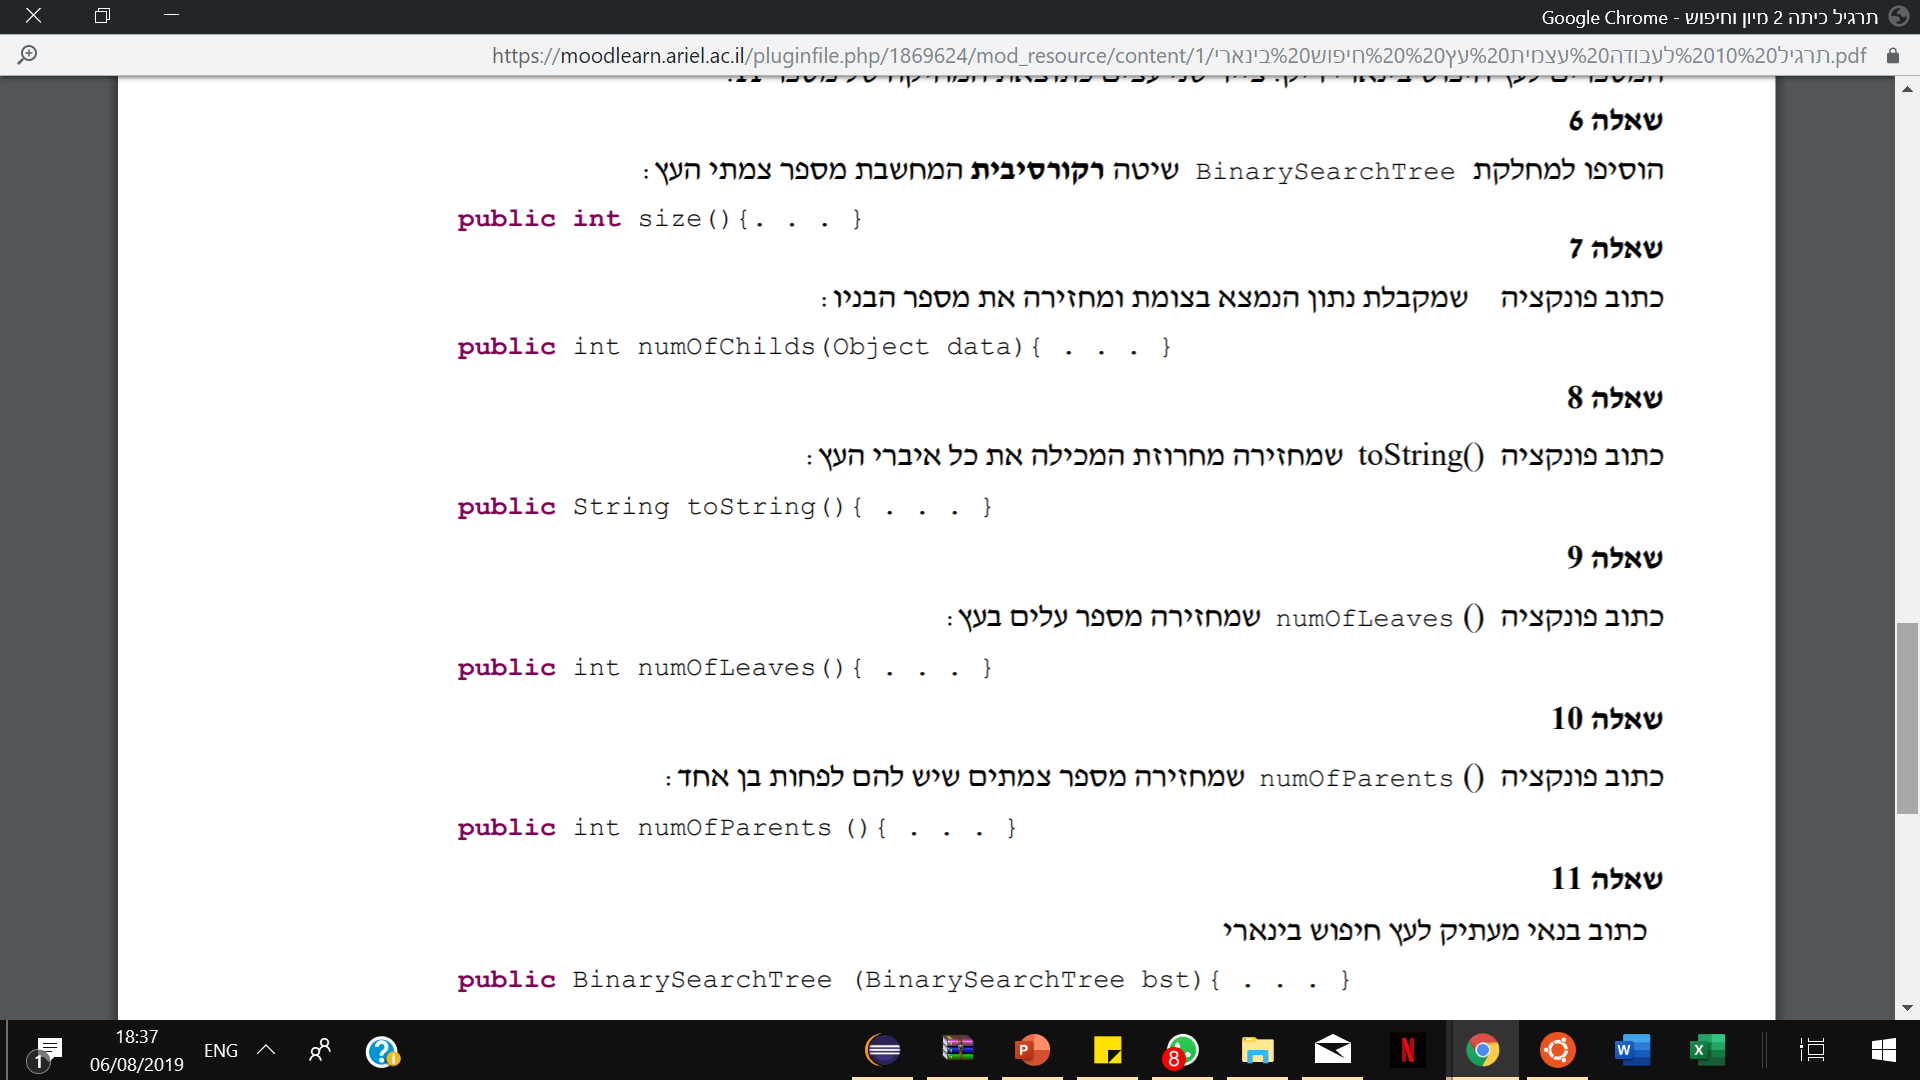 תרגיל כיתה 2 מיון וחיפוש - Google Chrome
https://moodlearn.ariel.ac.il/pluginfile.php/1869624/mod_resource/content/1/תרגיל%2010%20לעבודה%20עצמית%20עץ%20%20חיפוש%20בינארי.pdf
שאלה 6
הוסיפו למחלקת BinarySearchTree שיטה רקורסיבית המחשבת מספר צמתי העץ:
public int size(){. . . }
שאלה 7
כתוב פונקציה שמקבלת נתון הנמצא בצומת ומחזירה את מספר הבניו:
public int numOfChilds(Object data){ . . . }
שאלה 8
כתוב פונקציה toString() שמחזירה מחרוזת המכילה את כל איברי העץ:
public String toString(){ . . . }
שאלה 9
כתוב פונקציה numOfLeaves () שמחזירה מספר עלים בעץ:
public int numOfLeaves(){ . . . }
שאלה 10
כתוב פונקציה numOfParents () שמחזירה מספר צמתים שיש להם לפחות בן אחד:
public int numOfParents (){ . . . }
שאלה 11
כתוב בנאי מעתיק לעץ חיפוש בינארי
public BinarySearchTree (BinarySearchTree bst){ . . . }
1
18:37
06/08/2019
ENG
8